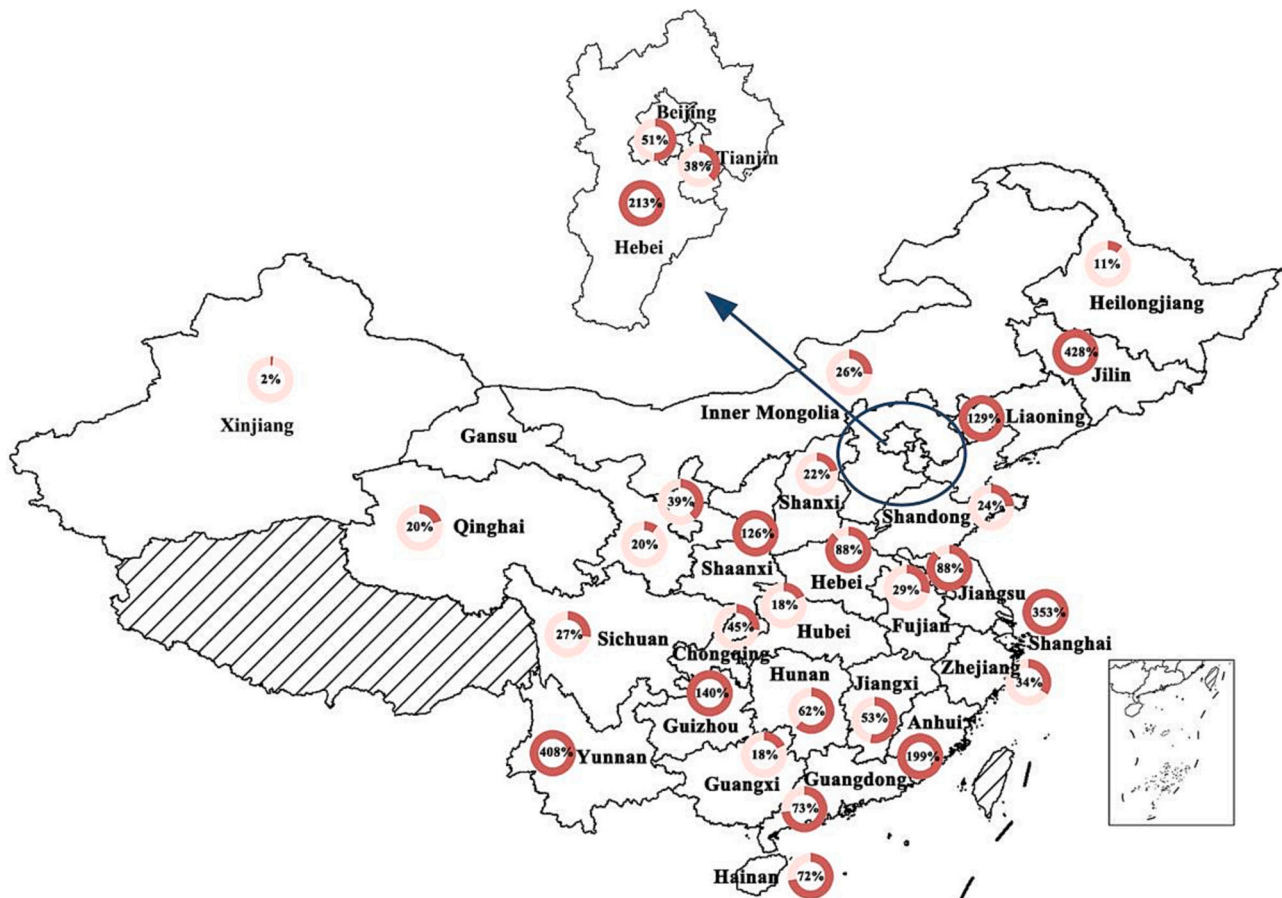 Beijing
51%
Tianjin
38%
213%
Hebei
11%
Heilongjiang
428%
Jilin
2%
Xinjiang
26%
Inner Mongolia
129%
Liaoning
Gansu
22%
Shanxi
39%
24%
Shandong
20%
Qinghai
20%
126%
Shaanxi
88%
Hebei
88%
Jiangsu
29%
Fujian
18%
Hubei
353%
Shanghai
27%
Sichuan
45%
Chongqing
Zhejiang
34%
Hunan
62%
Jiangxi
53%
140%
Guizhou
Anhui
199%
408%
Yunnan
18%
Guangxi
Guangdong
73%
Hainan
72%